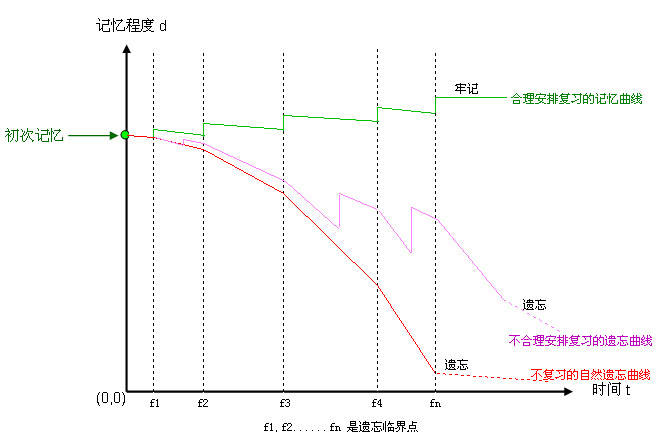 记忆程度 d
牢记
合理安排复习的记忆曲线
初次记忆
遗忘
不合理安排复习的遗忘曲线
遗忘
不复习的自然遗忘曲线
时间 t
(0,0)
f1
f2
f3
f4
fn
f1, f2...... fn 是遗忘临界点